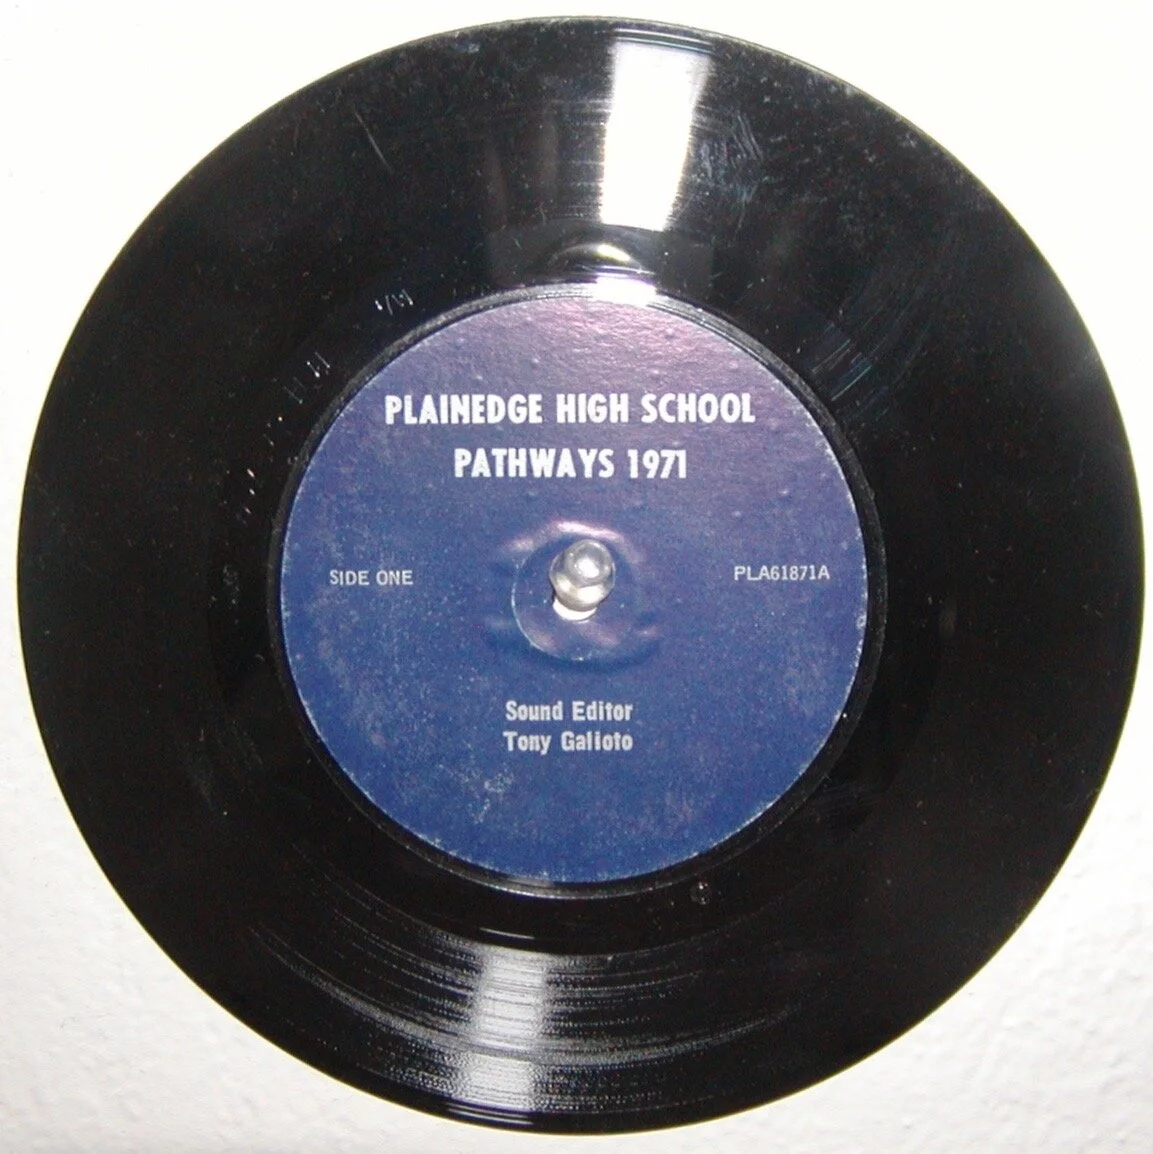 PLAINEDGE HIGH SCHOOL
PATHWAYS 1971
SIDE ONE
PLA61871A
Sound Editor
Tony Galioto